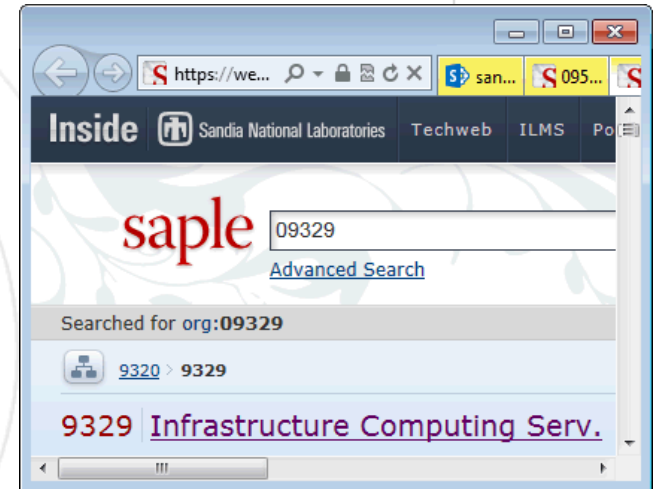 https://we... san... 095...
Inside Sandia National Laboratories Techweb ILMS Po
saple 09329
Advanced Search
Searched for org:09329
9320 > 9329
9329 Infrastructure Computing Serv.